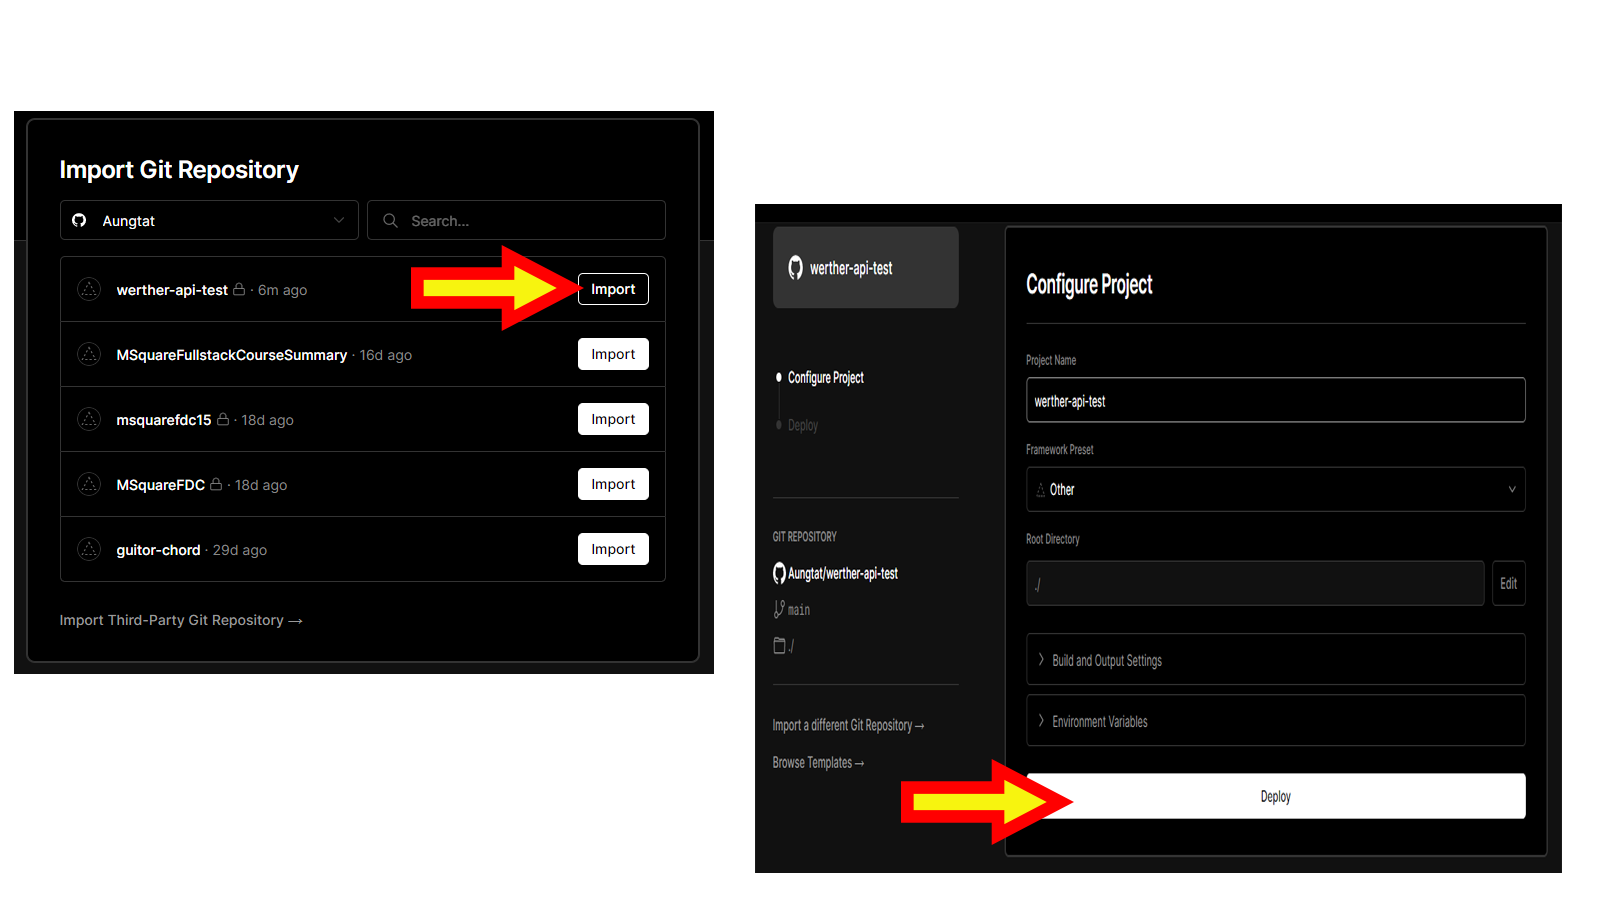 Import Git Repository
Aungtat
Search...
werther-api-test · 6m ago
Import
MSquareFullstackCourseSummary · 16d ago
Import
msquarefdc15 · 18d ago
Import
MSquareFDC · 18d ago
Import
guitor-chord · 29d ago
Import
Import Third-Party Git Repository →
werther-api-test
Configure Project
Deploy
GIT REPOSITORY
Aungtat/werther-api-test
main
./
Import a different Git Repository →
Browse Templates →
Configure Project
Project Name
werther-api-test
Framework Preset
Other
Root Directory
./
Edit
Build and Output Settings
Environment Variables
Deploy